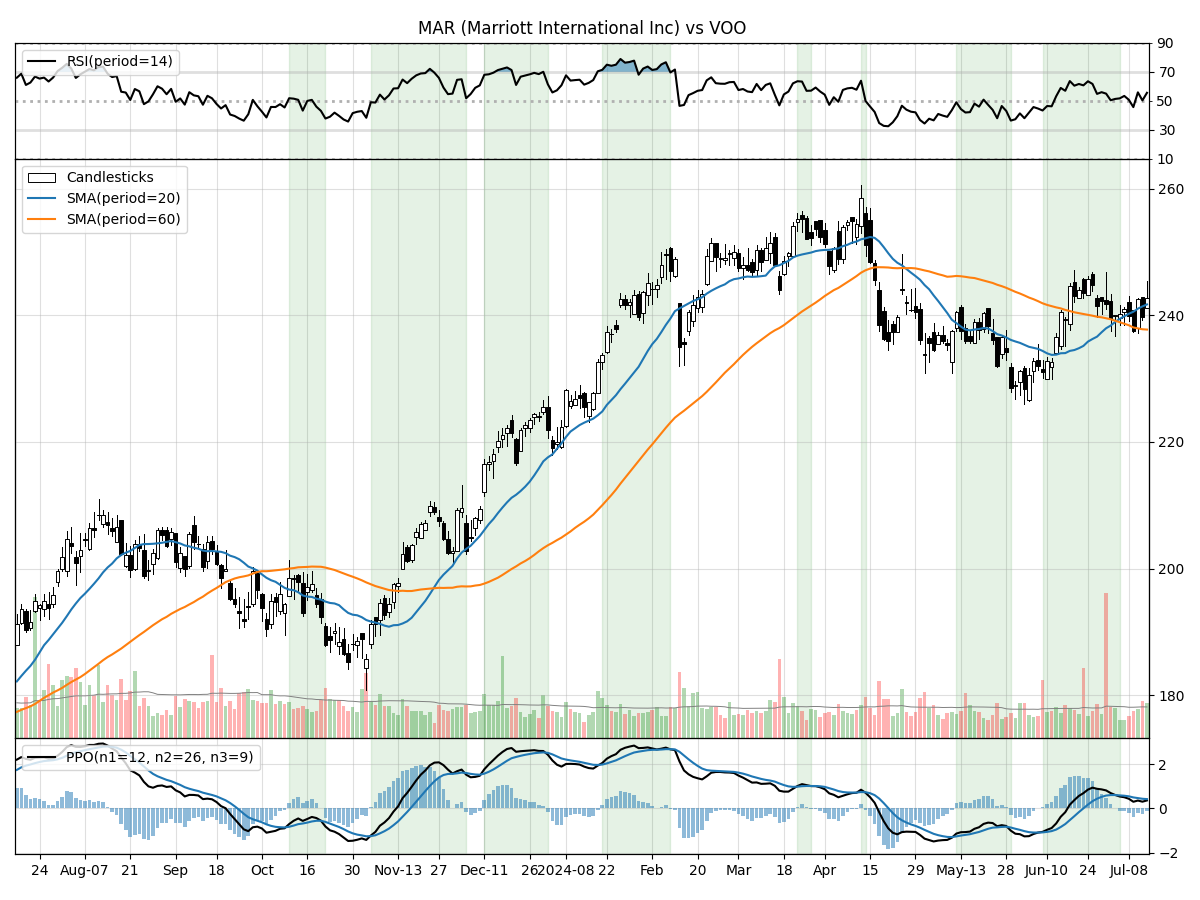 MAR (Marriott International Inc) vs VOO
RSI(period=14)
90
70
50
30
10
Candlesticks
SMA(period=20)
SMA(period=60)
260
240
220
200
180
PPO(n1=12, n2=26, n3=9)
2
0
−2
24 Aug-07 21 Sep 18 Oct 16 30 Nov-13 27 Dec-11 26 2024-08 22 Feb 20 Mar 18 Apr 15 29 May-13 28 Jun-10 24 Jul-08